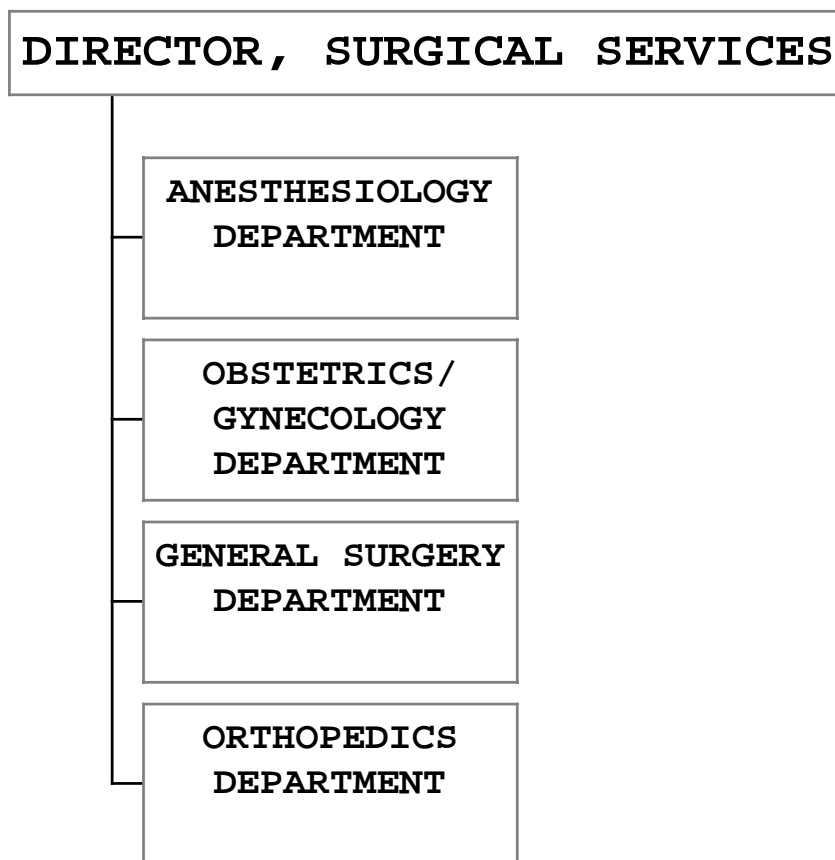 DIRECTOR, SURGICAL SERVICES
ANESTHESIOLOGY
DEPARTMENT
OBSTETRICS/
GYNECOLOGY
DEPARTMENT
GENERAL SURGERY
DEPARTMENT
ORTHOPEDICS
DEPARTMENT